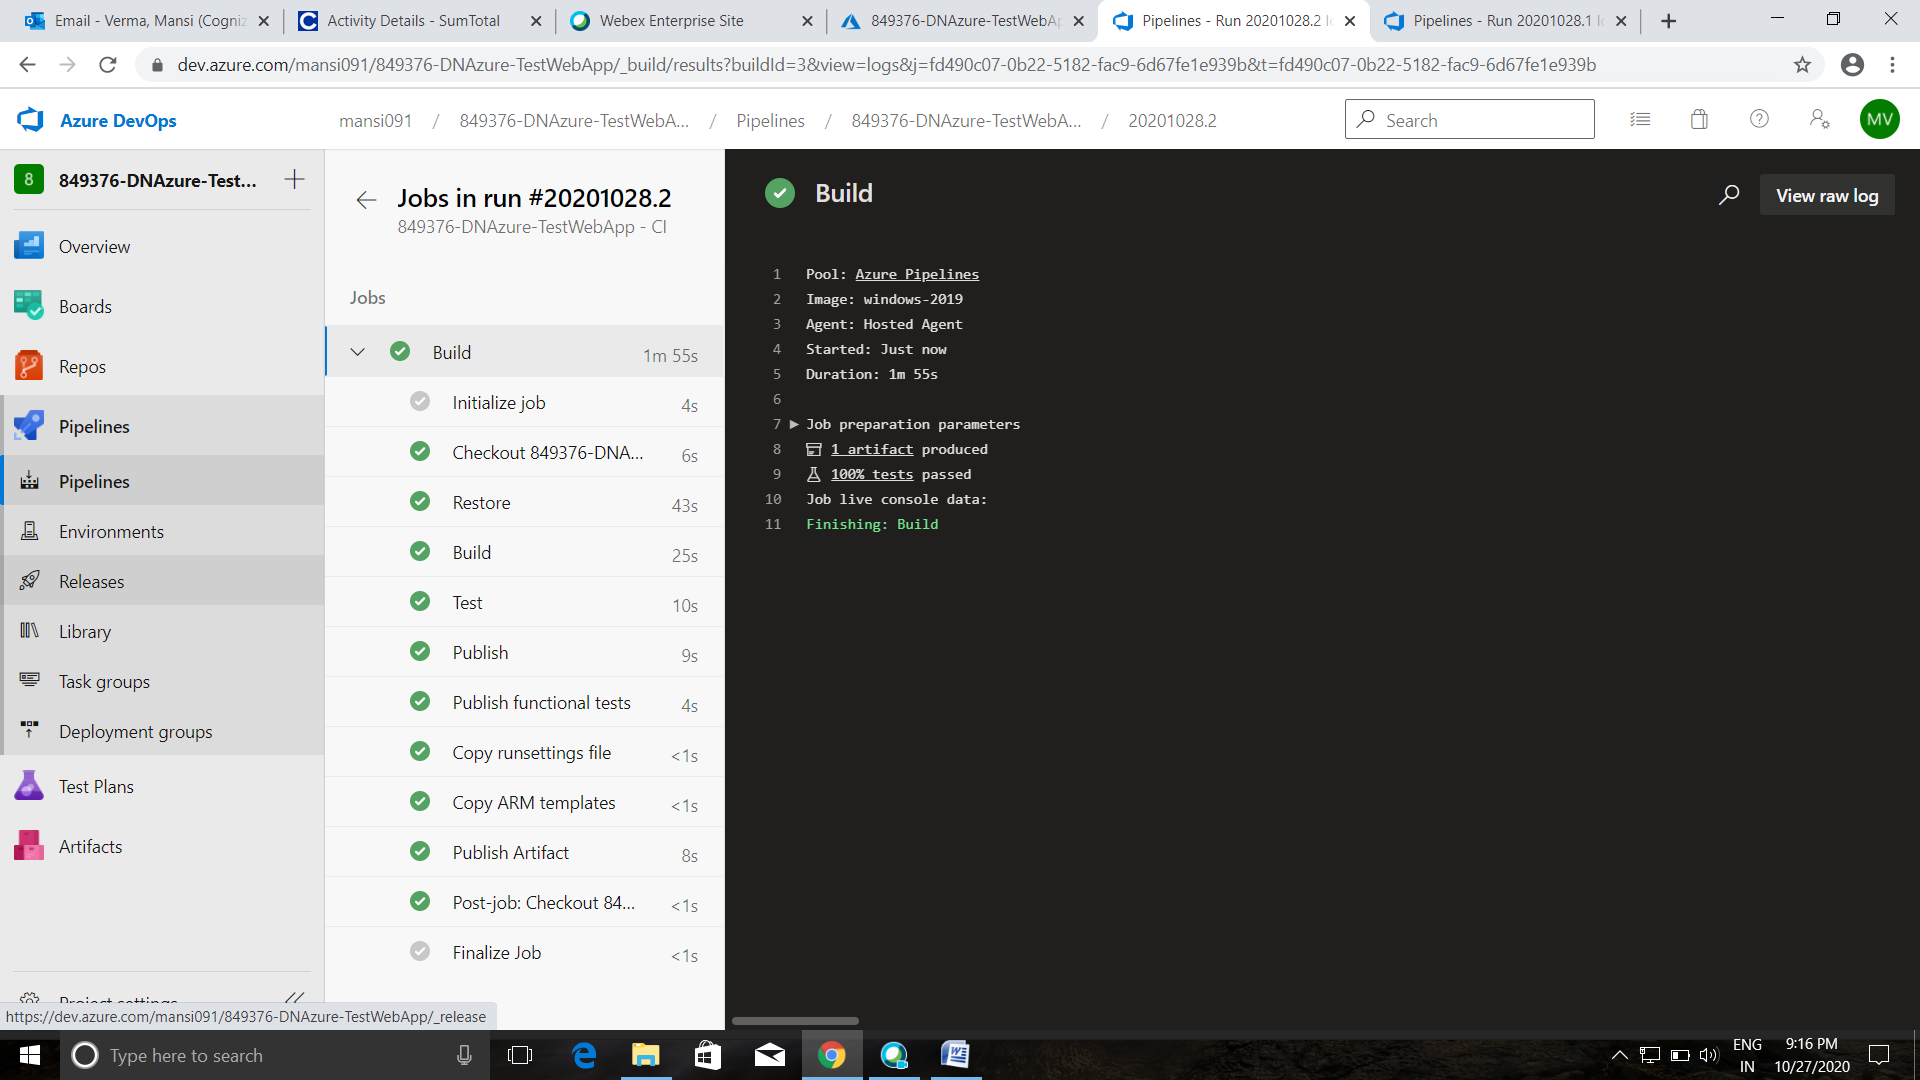 Email - Verma, Mansi (Cogniz
Activity Details - SumTotal
Webex Enterprise Site
849376-DNAzure-TestWebAp
Pipelines - Run 20201028.2 lo
Pipelines - Run 20201028.1 lo
dev.azure.com/mansi091/849376-DNAzure-TestWebApp/_build/results?buildId=3&view=logs&j=fd490c07-0b22-5182-fac9-6d67fe1e939b&t=fd490c07-0b22-5182-fac9-6d67fe1e939b
Azure DevOps
mansi091 / 849376-DNAzure-TestWebA... / Pipelines / 849376-DNAzure-TestWebA... / 20201028.2
Search
MV
8 849376-DNAzure-Test...
Overview
Boards
Repos
Pipelines
Pipelines
Environments
Releases
Library
Task groups
Deployment groups
Test Plans
Artifacts
Project settings
https://dev.azure.com/mansi091/849376-DNAzure-TestWebApp/_release
Jobs in run #20201028.2
849376-DNAzure-TestWebApp - CI
Jobs
Build 1m 55s
Initialize job 4s
Checkout 849376-DNA... 6s
Restore 43s
Build 25s
Test 10s
Publish 9s
Publish functional tests 4s
Copy runsettings file <1s
Copy ARM templates <1s
Publish Artifact 8s
Post-job: Checkout 84... <1s
Finalize Job <1s
Build
View raw log
1 Pool: Azure Pipelines
2 Image: windows-2019
3 Agent: Hosted Agent
4 Started: Just now
5 Duration: 1m 55s
6
7 Job preparation parameters
8 1 artifact produced
9 100% tests passed
10 Job live console data:
11 Finishing: Build
Type here to search
ENG
IN
9:16 PM
10/27/2020